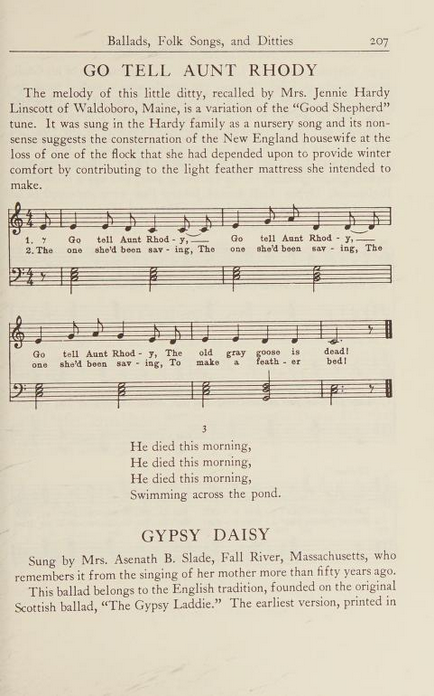 Ballads, Folk Songs, and Ditties 207
GO TELL AUNT RHODY
The melody of this little ditty, recalled by Mrs. Jennie Hardy
Linscott of Waldoboro, Maine, is a variation of the “Good Shepherd”
tune. It was sung in the Hardy family as a nursery song and its non-
sense suggests the consternation of the New England housewife at the
loss of one of the flock that she had depended upon to provide winter
comfort by contributing to the light feather mattress she intended to
make.
1. Go tell Aunt Rhod - y, Go tell Aunt Rhod - y,
2. The one she'd been sav - ing, The one she'd been sav - ing, The
Go tell Aunt Rhod - y, The old gray goose is dead!
one she'd been sav - ing, To make a feath - er bed!
3
He died this morning,
He died this morning,
He died this morning,
Swimming across the pond.
GYPSY DAISY
Sung by Mrs. Asenath B. Slade, Fall River, Massachusetts, who
remembers it from the singing of her mother more than fifty years ago.
This ballad belongs to the English tradition, founded on the original
Scottish ballad, “The Gypsy Laddie.” The earliest version, printed in